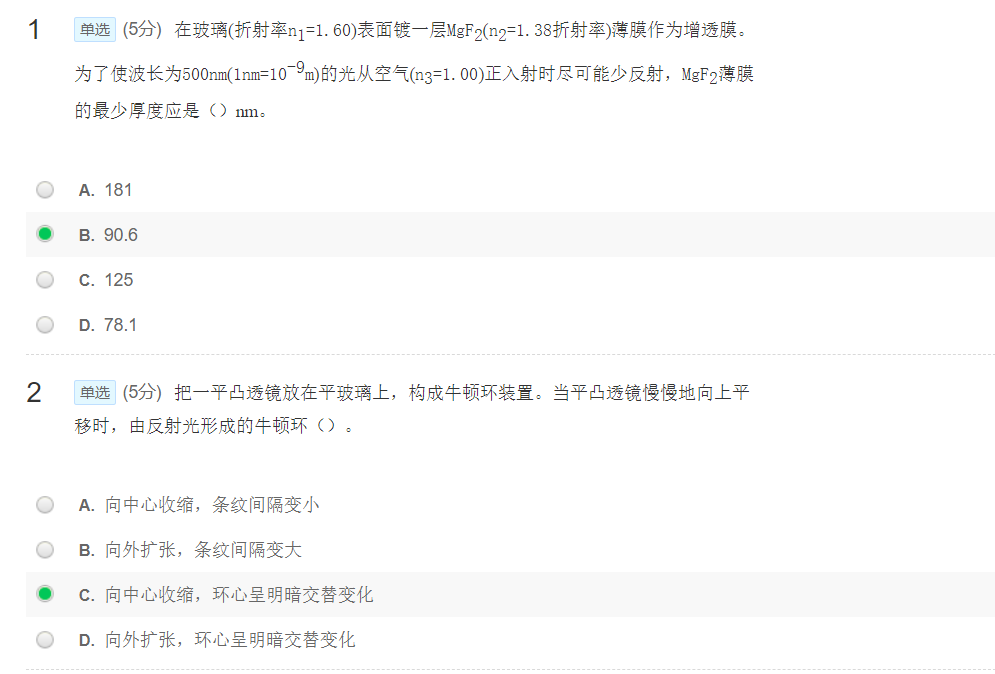 1 单选 (5分) 在玻璃(折射率n₁=1.60)表面镀一层MgF₂(n₂=1.38折射率)薄膜作为增透膜。
为了使波长为500nm(1nm=10⁻⁹m)的光从空气(n₃=1.00)正入射时尽可能少反射，MgF₂薄膜
的最少厚度应是（）nm。
A. 181
B. 90.6
C. 125
D. 78.1
2 单选 (5分) 把一平凸透镜放在平玻璃上，构成牛顿环装置。当平凸透镜慢慢地向上平
移时，由反射光形成的牛顿环（）。
A. 向中心收缩，条纹间隔变小
B. 向外扩张，条纹间隔变大
C. 向中心收缩，环心呈明暗交替变化
D. 向外扩张，环心呈明暗交替变化